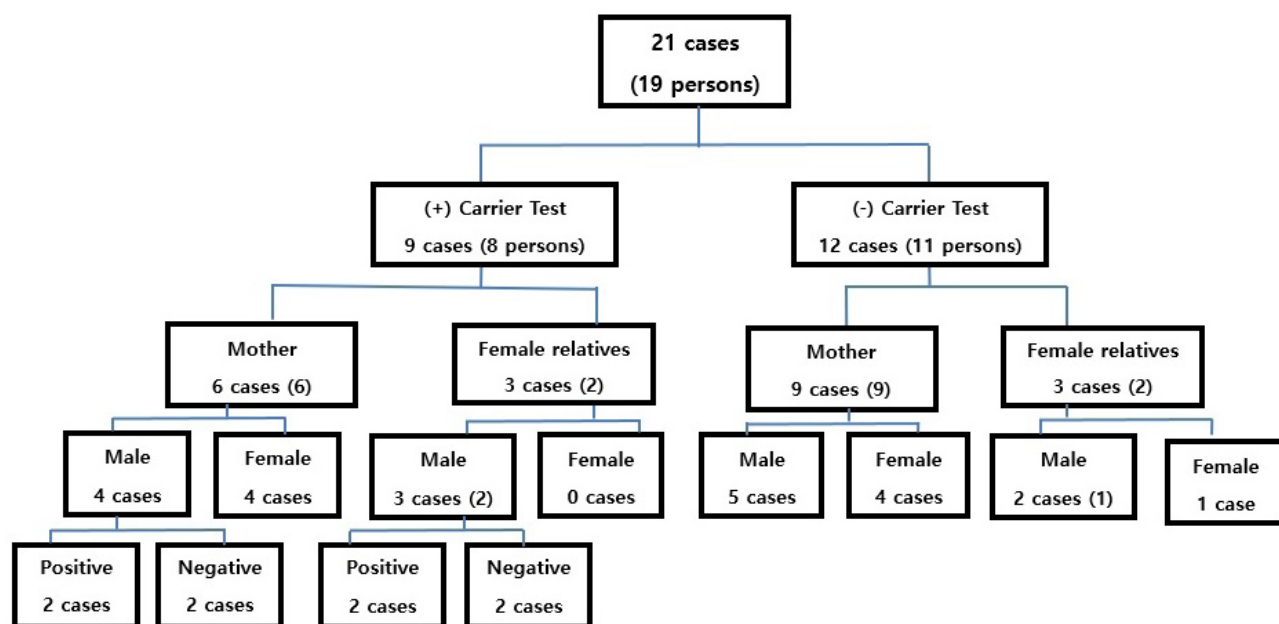 21 cases
(19 persons)
(+) Carrier Test
9 cases (8 persons)
(-) Carrier Test
12 cases (11 persons)
Mother
6 cases (6)
Female relatives
3 cases (2)
Mother
9 cases (9)
Female relatives
3 cases (2)
Male
4 cases
Female
4 cases
Male
3 cases (2)
Female
0 cases
Male
5 cases
Female
4 cases
Male
2 cases (1)
Female
1 case
Positive
2 cases
Negative
2 cases
Positive
2 cases
Negative
2 cases